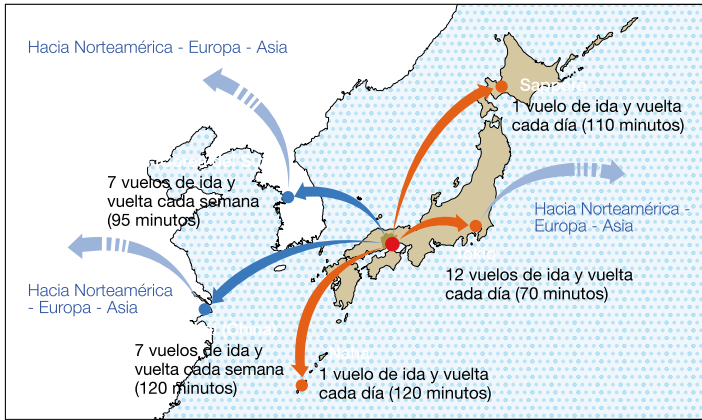 Hacia Norteamérica - Europa - Asia
Sapporo
1 vuelo de ida y vuelta
cada día (110 minutos)
7 vuelos de ida y
vuelta cada semana
(95 minutos)
Hacia Norteamérica -
Europa - Asia
12 vuelos de ida y vuelta
cada día (70 minutos)
Hacia Norteamérica
- Europa - Asia
7 vuelos de ida y
vuelta cada semana
(120 minutos)
1 vuelo de ida y vuelta
cada día (120 minutos)